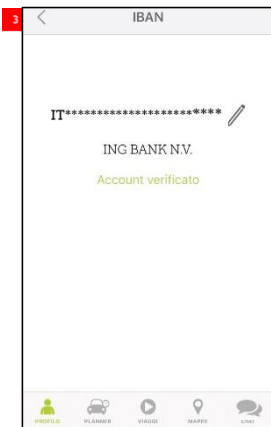 3
IBAN
IT**********************
ING BANK N.V.
Account verificato
PROFILO PLANNER VIAGGI MAPPE CHAT